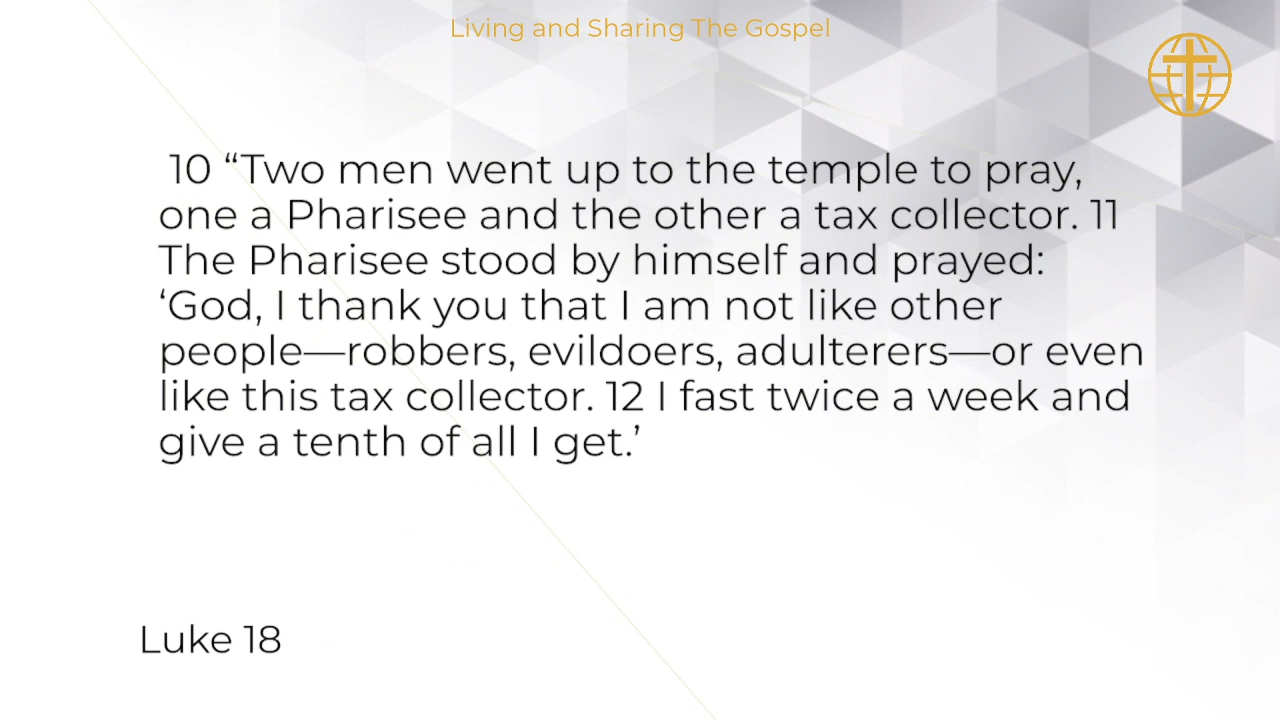 Living and Sharing The Gospel
10 “Two men went up to the temple to pray,
one a Pharisee and the other a tax collector. 11
The Pharisee stood by himself and prayed:
‘God, I thank you that I am not like other
people—robbers, evildoers, adulterers—or even
like this tax collector. 12 I fast twice a week and
give a tenth of all I get.’
Luke 18